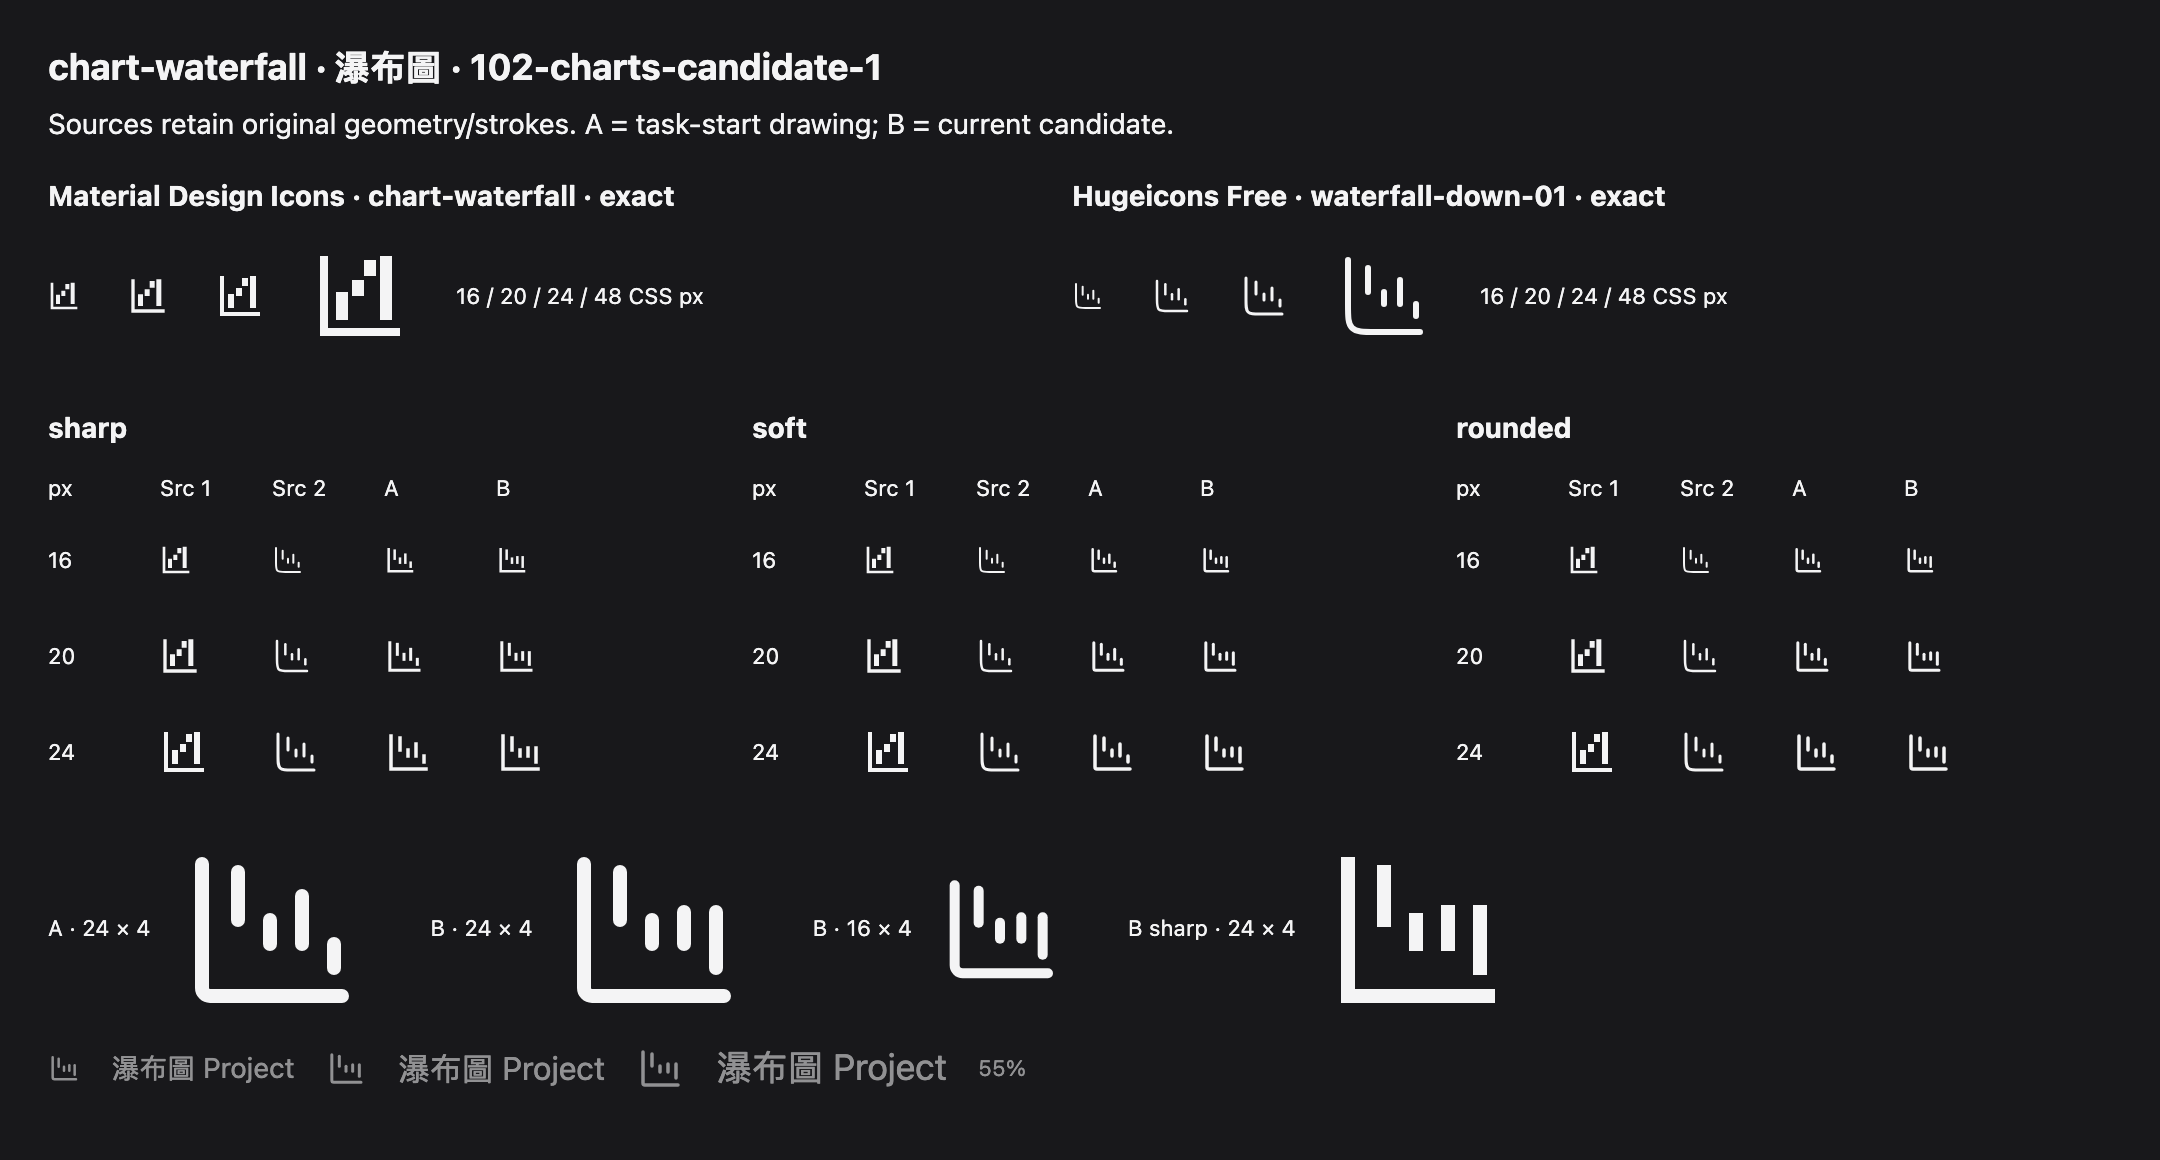 chart-waterfall · 瀑布圖 · 102-charts-candidate-1
Sources retain original geometry/strokes. A = task-start drawing; B = current candidate.
Material Design Icons · chart-waterfall · exact
Hugeicons Free · waterfall-down-01 · exact
16 / 20 / 24 / 48 CSS px
16 / 20 / 24 / 48 CSS px
sharp
soft
rounded
px Src 1 Src 2 A B
px Src 1 Src 2 A B
px Src 1 Src 2 A B
16
16
16
20
20
20
24
24
24
A · 24 × 4
B · 24 × 4
B · 16 × 4
B sharp · 24 × 4
瀑布圖 Project
瀑布圖 Project
瀑布圖 Project
55%